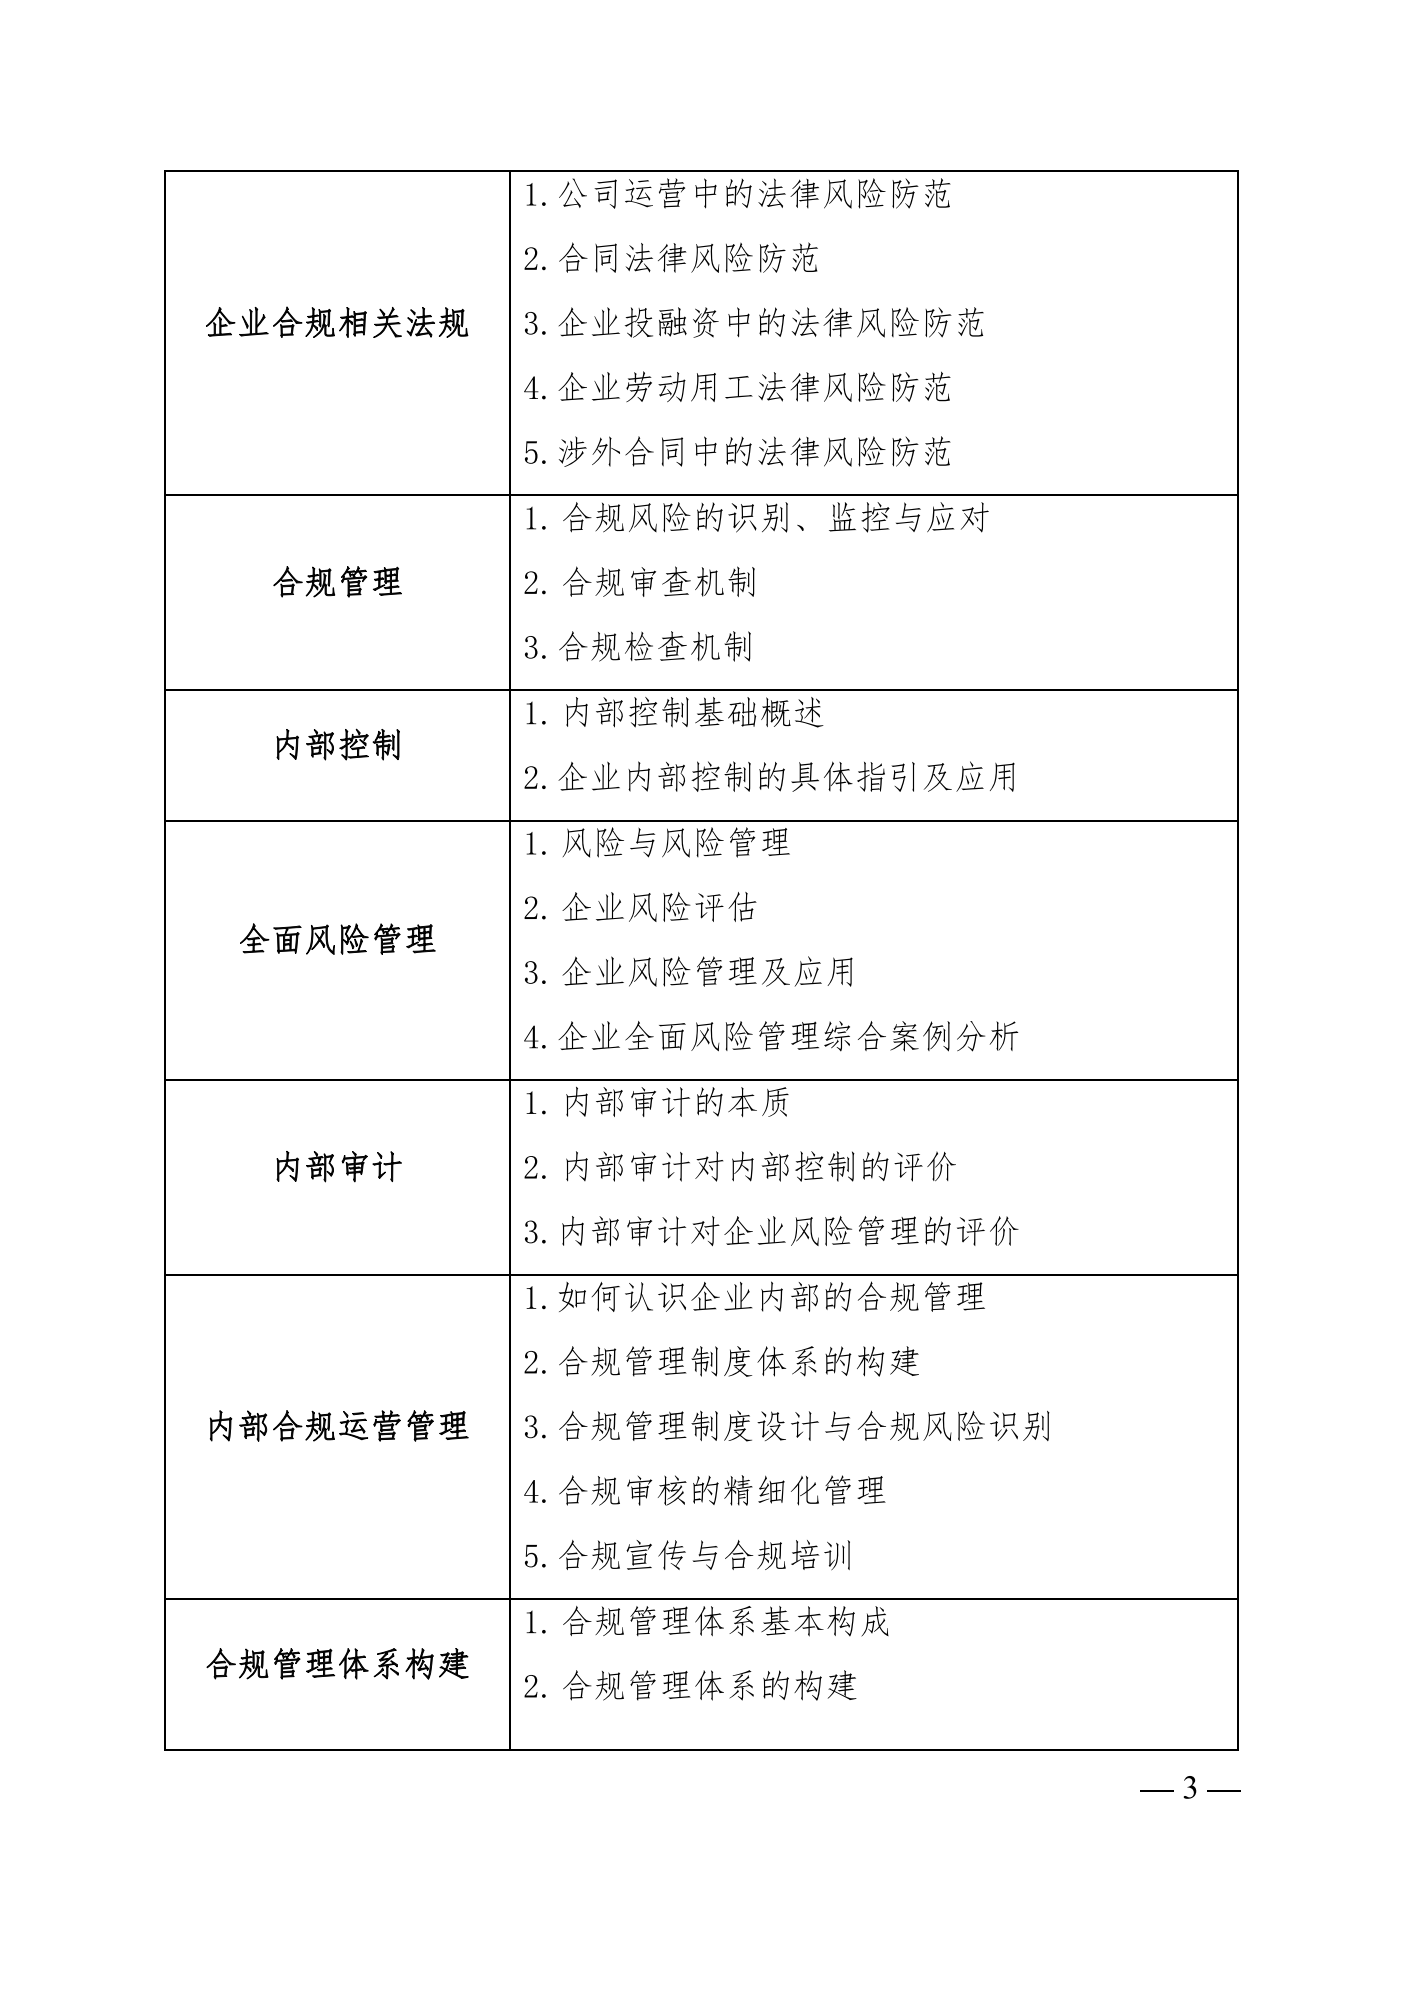 企业合规相关法规
1.公司运营中的法律风险防范
2.合同法律风险防范
3.企业投融资中的法律风险防范
4.企业劳动用工法律风险防范
5.涉外合同中的法律风险防范
合规管理
1. 合规风险的识别、监控与应对
2. 合规审查机制
3.合规检查机制
内部控制
1. 内部控制基础概述
2.企业内部控制的具体指引及应用
全面风险管理
1. 风险与风险管理
2. 企业风险评估
3. 企业风险管理及应用
4.企业全面风险管理综合案例分析
内部审计
1. 内部审计的本质
2. 内部审计对内部控制的评价
3.内部审计对企业风险管理的评价
内部合规运营管理
1.如何认识企业内部的合规管理
2.合规管理制度体系的构建
3.合规管理制度设计与合规风险识别
4.合规审核的精细化管理
5.合规宣传与合规培训
合规管理体系构建
1. 合规管理体系基本构成
2. 合规管理体系的构建
— 3 —